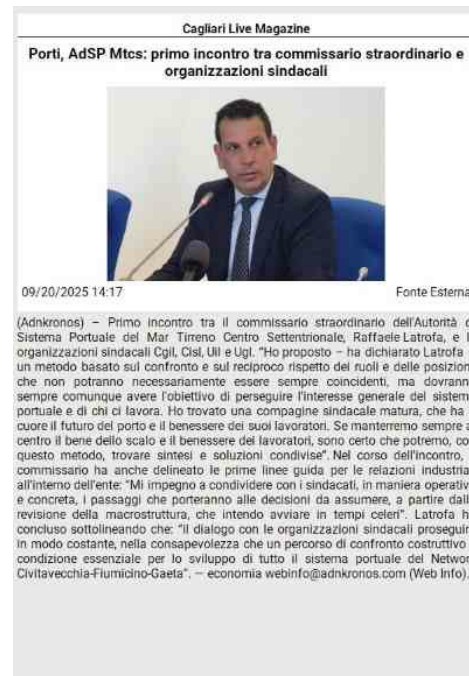 Cagliari Live Magazine
Porti, AdSP Mtcs: primo incontro tra commissario straordinario e
organizzazioni sindacali
09/20/2025 14:17
Fonte Esterna
(Adnkronos) – Primo incontro tra il commissario straordinario dell'Autorità d
Sistema Portuale del Mar Tirreno Centro Settentrionale, Raffaele Latrofa, e l
organizzazioni sindacali Cgil, Cisl, Uil e Ugl. "Ho proposto – ha dichiarato Latrofa
un metodo basato sul confronto e sul reciproco rispetto dei ruoli e delle posizion
che non potranno necessariamente essere sempre coincidenti, ma dovrann
sempre comunque avere l'obiettivo di perseguire l'interesse generale del sistem
portuale e di chi ci lavora. Ho trovato una compagine sindacale matura, che ha
cuore il futuro del porto e il benessere dei suoi lavoratori. Se manterremo sempre a
centro il bene dello scalo e il benessere dei lavoratori, sono certo che potremo, co
questo metodo, trovare sintesi e soluzioni condivise". Nel corso dell'incontro,
commissario ha anche delineato le prime linee guida per le relazioni industria
all'interno dell'ente: "Mi impegno a condividere con i sindacati, in maniera operativ
e concreta, i passaggi che porteranno alle decisioni da assumere, a partire dall
revisione della macrostruttura, che intendo avviare in tempi celeri". Latrofa h
concluso sottolineando che: "il dialogo con le organizzazioni sindacali proseguir
in modo costante, nella consapevolezza che un percorso di confronto costruttivo
condizione essenziale per lo sviluppo di tutto il sistema portuale del Networ
Civitavecchia-Fiumicino-Gaeta". — economia webinfo@adnkronos.com (Web Info)